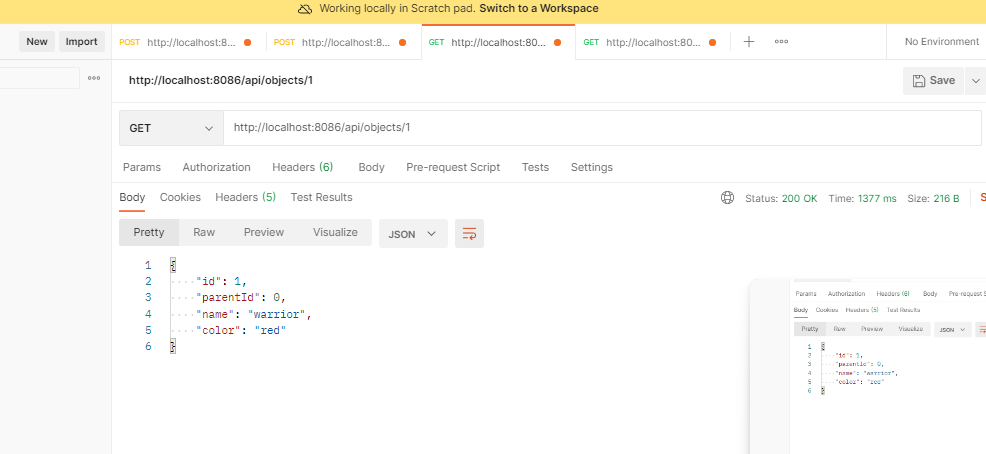 Working locally in Scratch pad. Switch to a Workspace
New Import POST http://localhost:8... POST http://localhost:8... GET http://localhost:80... GET http://localhost:80... No Environment
http://localhost:8086/api/objects/1 Save
GET http://localhost:8086/api/objects/1
Params Authorization Headers (6) Body Pre-request Script Tests Settings
Body Cookies Headers (5) Test Results Status: 200 OK Time: 1377 ms Size: 216 B S
Pretty Raw Preview Visualize JSON
1 {
2 "id": 1,
3 "parentId": 0,
4 "name": "warrior",
5 "color": "red"
6 }
Params Authorization Headers (6) Body Pre-request S
Body Cookies Headers (5) Test Results
Pretty Raw Preview Visualize JSON
1 {
2 "id": 1,
3 "parentId": 0,
4 "name": "warrior",
5 "color": "red"
6 }